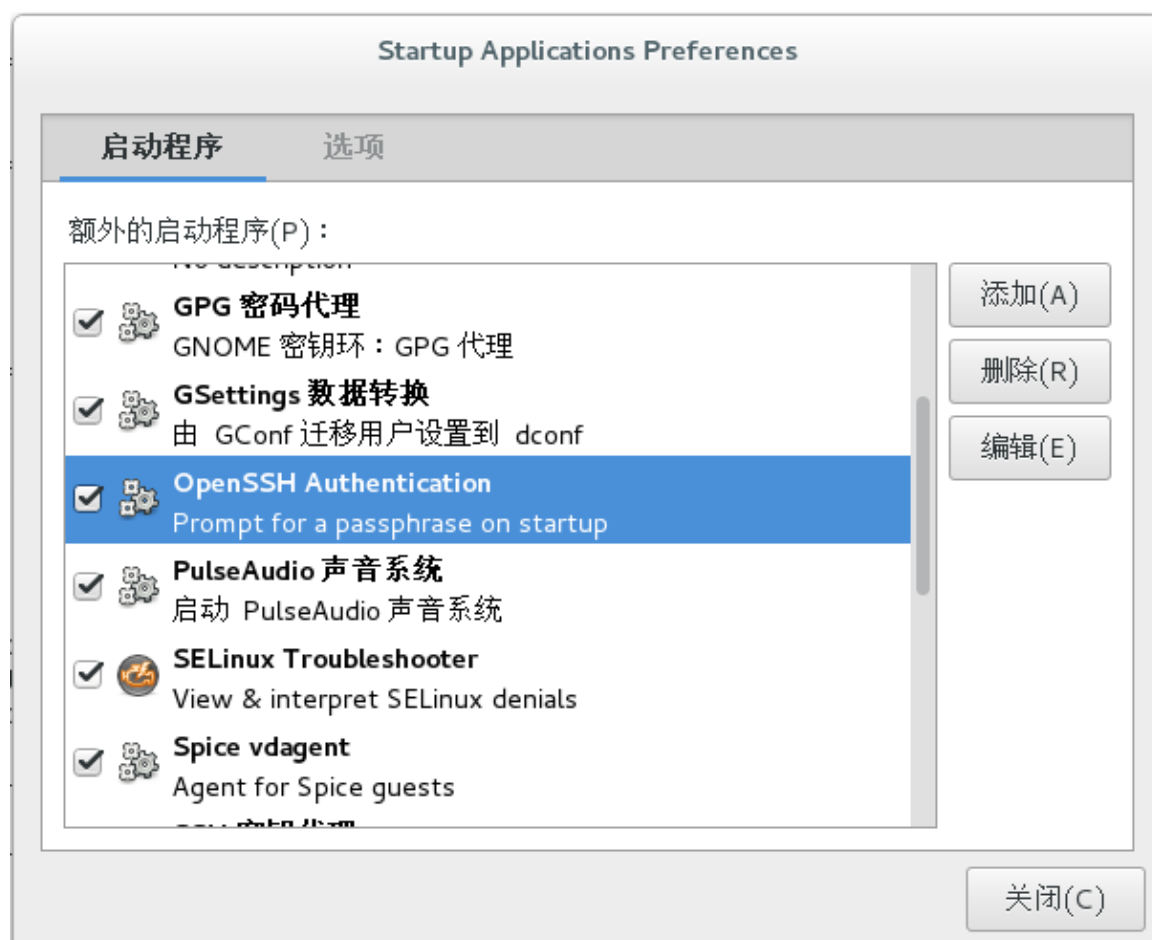 Startup Applications Preferences
启动程序
选项
额外的启动程序(P)：
No description
GPG 密码代理
GNOME 密钥环：GPG 代理
GSettings 数据转换
由 GConf 迁移用户设置到 dconf
OpenSSH Authentication
Prompt for a passphrase on startup
PulseAudio 声音系统
启动 PulseAudio 声音系统
SELinux Troubleshooter
View & interpret SELinux denials
Spice vdagent
Agent for Spice guests
添加(A)
删除(R)
编辑(E)
关闭(C)